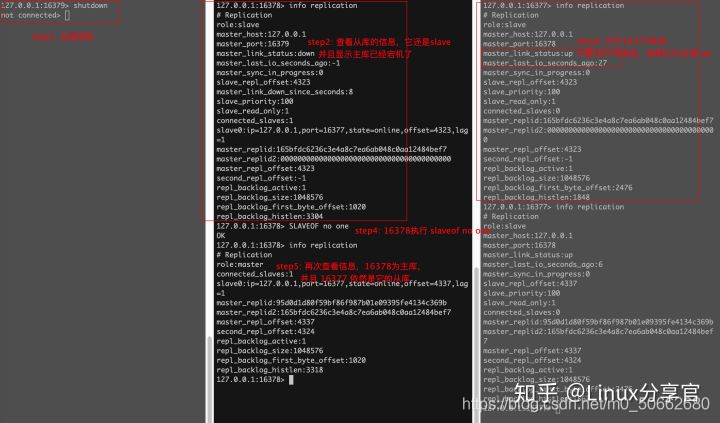 127.0.0.1:16379> shutdown
not connected>
127.0.0.1:16378> info replication
# Replication
role:slave
master_host:127.0.0.1
master_port:16379
step2: 查看从库的信息，它还是slave
master_link_status:down
并且显示主库已经宕机了
master_last_io_seconds_ago:-1
master_sync_in_progress:0
slave_repl_offset:4323
master_link_down_since_seconds:8
slave_priority:100
slave_read_only:1
connected_slaves:1
slave0:ip=127.0.0.1,port=16377,state=online,offset=4323,lag
=1
master_replid:165bfdc6236c3e4a8c7ea6ab048c0aa12484bef7
master_replid2:0000000000000000000000000000000000000000
master_repl_offset:4323
second_repl_offset:-1
repl_backlog_active:1
repl_backlog_size:1048576
repl_backlog_first_byte_offset:1020
repl_backlog_histlen:3304
127.0.0.1:16378> SLAVEOF no one
step4: 16378执行 slaveof no one
OK
127.0.0.1:16378> info replication
# Replication
role:master
step5: 再次查看信息，16378为主库，
connected_slaves:1
并且 16377 依然是它的从库
slave0:ip=127.0.0.1,port=16377,state=online,offset=4337,lag
=1
master_replid:95d0d1d80f59bf86f987b01e09395fe4134c369b
master_replid2:165bfdc6236c3e4a8c7ea6ab048c0aa12484bef7
master_repl_offset:4337
second_repl_offset:4324
repl_backlog_active:1
repl_backlog_size:1048576
repl_backlog_first_byte_offset:1020
repl_backlog_histlen:3318
127.0.0.1:16378>
127.0.0.1:16377> info replication
# Replication
role:slave
master_host:127.0.0.1
master_port:16378
master_link_status:up
master_last_io_seconds_ago:27
master_sync_in_progress:0
slave_repl_offset:4323
slave_priority:100
slave_read_only:1
connected_slaves:0
master_replid:165bfdc6236c3e4a8c7ea6ab048c0aa12484bef7
master_replid2:000000000000000000000000000000000000000
0
master_repl_offset:4323
second_repl_offset:-1
repl_backlog_active:1
repl_backlog_size:1048576
repl_backlog_first_byte_offset:2476
repl_backlog_histlen:1848
127.0.0.1:16377> info replication
# Replication
role:slave
master_host:127.0.0.1
master_port:16378
master_link_status:up
master_last_io_seconds_ago:6
master_sync_in_progress:0
slave_repl_offset:4337
slave_priority:100
slave_read_only:1
connected_slaves:0
master_replid:95d0d1d80f59bf86f987b01e09395fe4134c369b
master_replid2:165bfdc6236c3e4a8c7ea6ab048c0aa12484bef
7
master_repl_offset:4337
second_repl_offset:4324
repl_backlog_active:1
repl_backlog_size:1048576
知乎 @Linux分享官
https://blog.csdn.net/m0_50662680